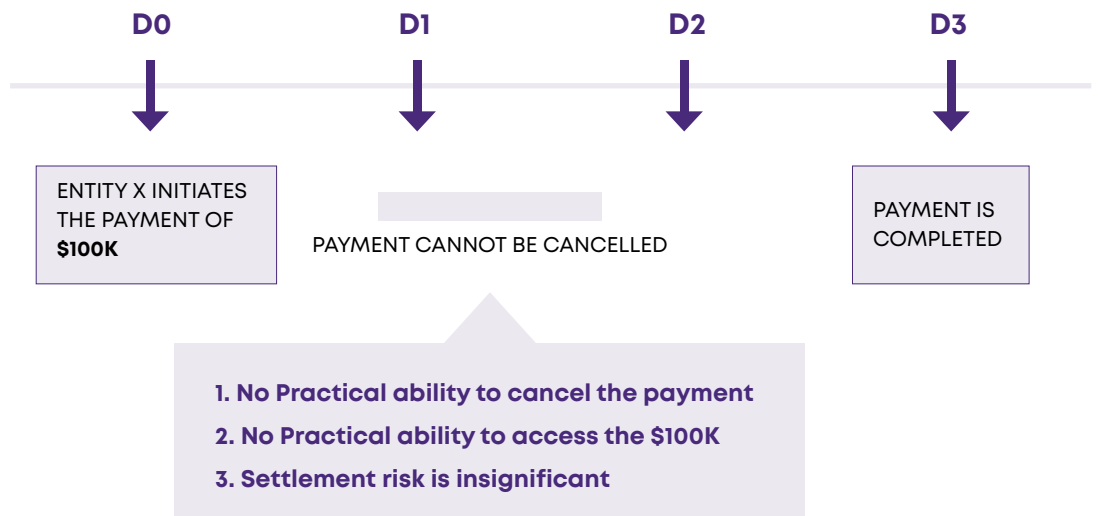 D0
D1
D2
D3
ENTITY X INITIATES
THE PAYMENT OF
$100K
PAYMENT CANNOT BE CANCELLED
PAYMENT IS
COMPLETED
1. No Practical ability to cancel the payment
2. No Practical ability to access the $100K
3. Settlement risk is insignificant